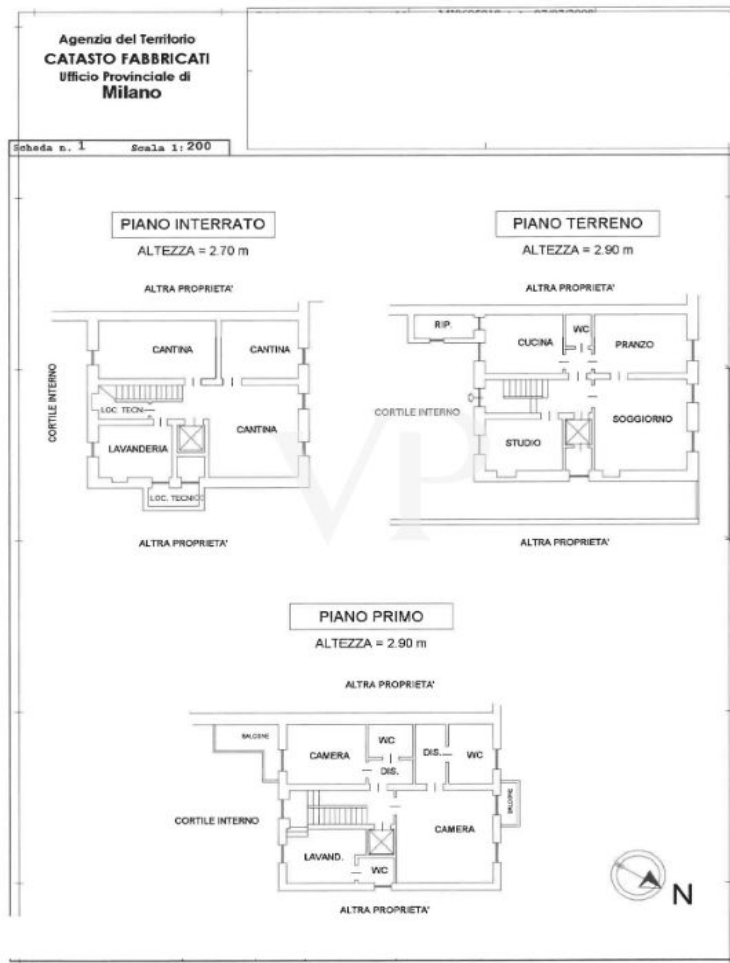 Agenzia del Territorio
CATASTO FABBRICATI
Ufficio Provinciale di
Milano
Scheda n. 1 Scala 1: 200
PIANO INTERRATO
ALTEZZA = 2.70 m
ALTRA PROPRIETA'
CANTINA
CANTINA
CORTILE INTERNO
LOC TECN
CANTINA
LAVANDERIA
LOC. TECNICO
ALTRA PROPRIETA'
PIANO TERRENO
ALTEZZA = 2.90 m
ALTRA PROPRIETA'
RIP.
CUCINA
WC
PRANZO
CORTILE INTERNO
SOGGIORNO
STUDIO
ALTRA PROPRIETA'
VP
PIANO PRIMO
ALTEZZA = 2.90 m
ALTRA PROPRIETA'
BALCONE
CAMERA
WC
DIS.
DIS.
WC
CORTILE INTERNO
CAMERA
BALCONE
LAVAND.
WC
ALTRA PROPRIETA'
N